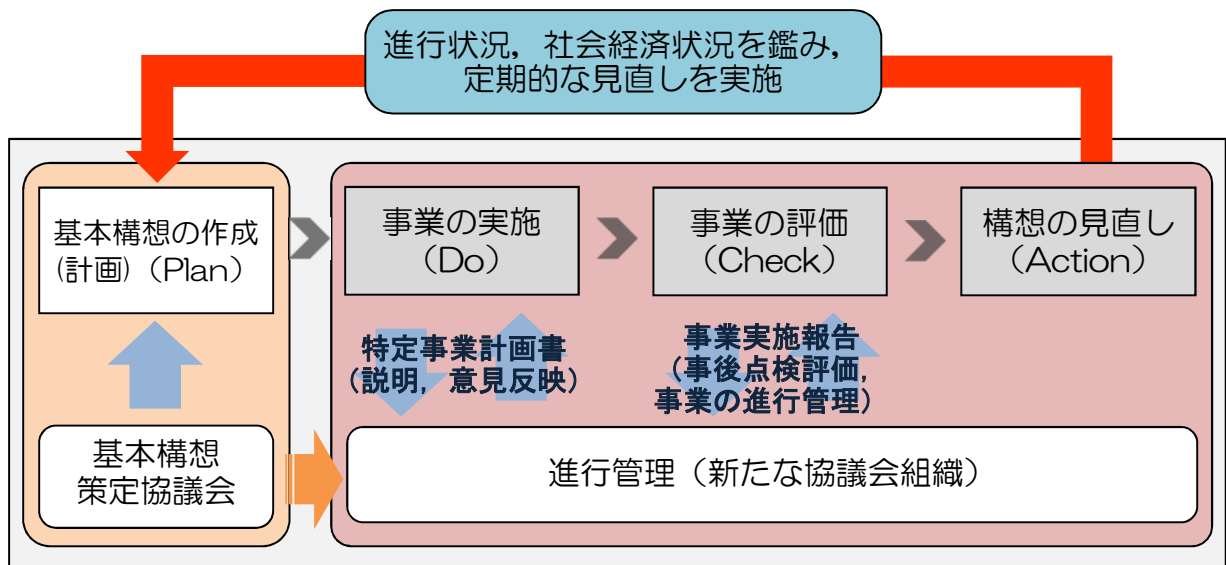 進行状況，社会経済状況を鑑み，
定期的な見直しを実施
基本構想の作成
(計画)（Plan）
事業の実施
（Do）
事業の評価
（Check）
構想の見直し
（Action）
特定事業計画書
（説明，意見反映）
事業実施報告
（事後点検評価，
事業の進行管理）
基本構想
策定協議会
進行管理（新たな協議会組織）